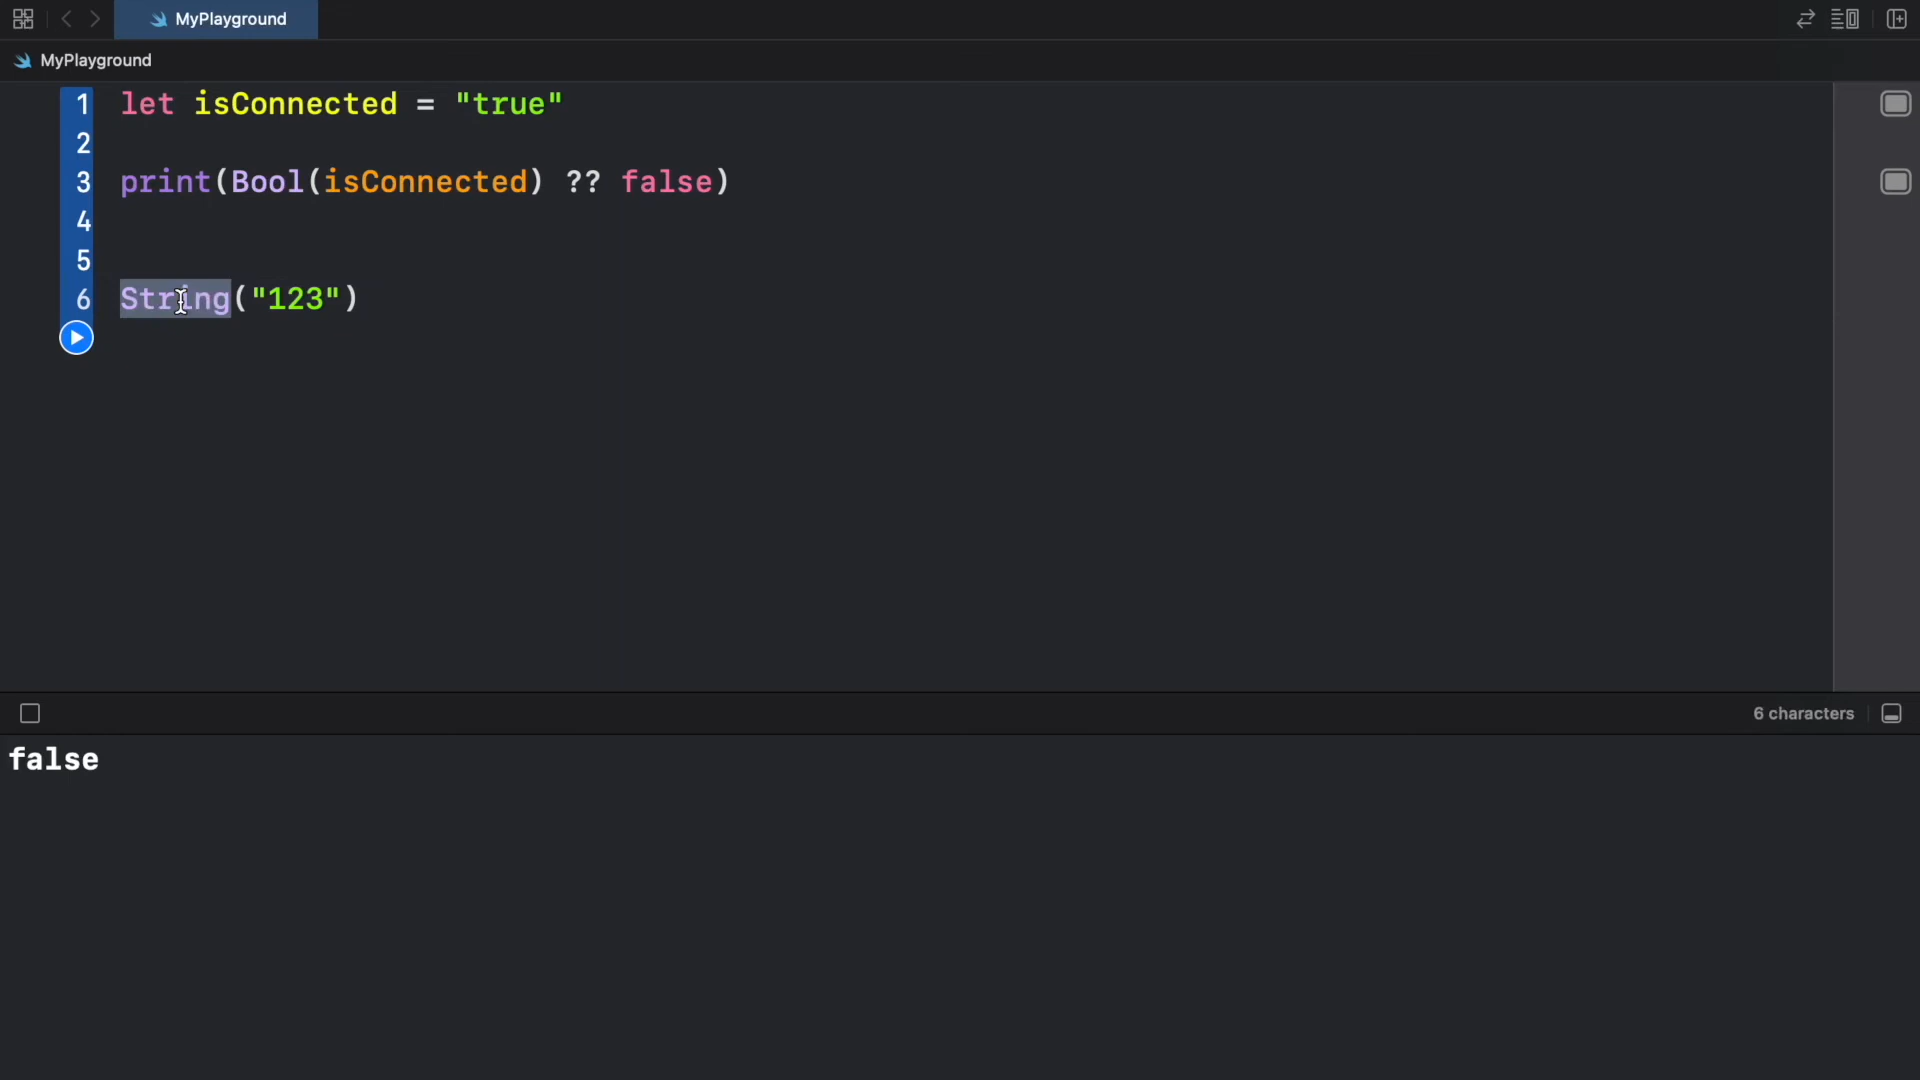 MyPlayground
MyPlayground
1 let isConnected = "true"
2
3 print(Bool(isConnected) ?? false)
4
5
6 String("123")
6 characters
false